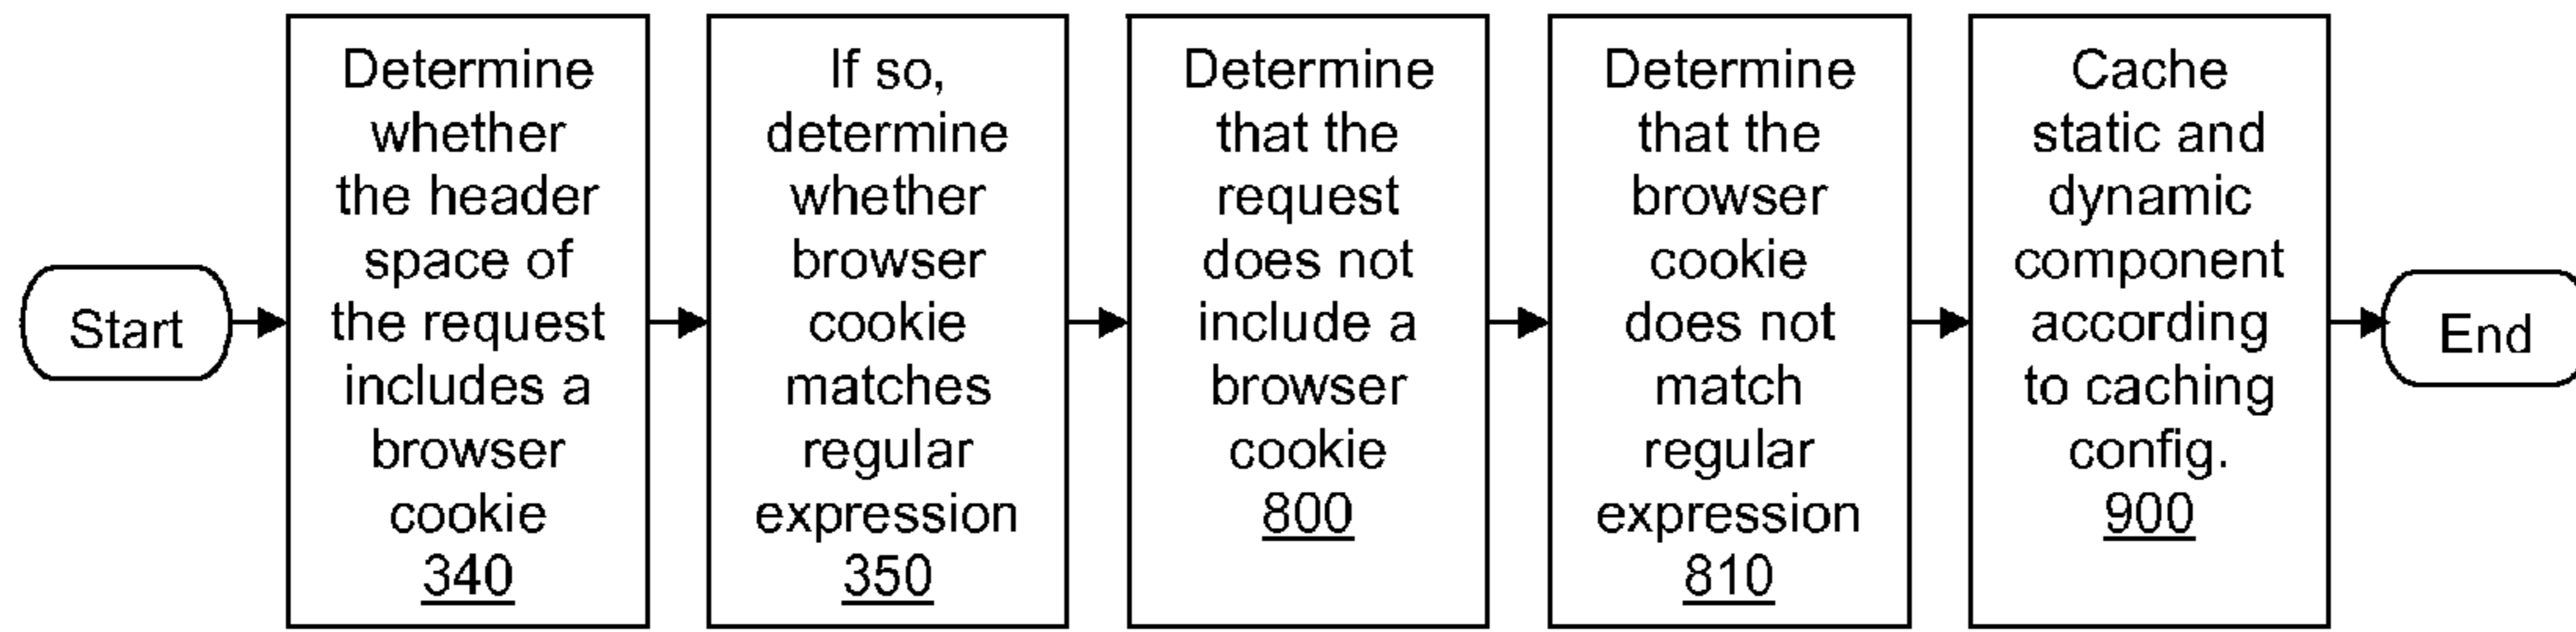 Start
Determine
whether
the header
space of
the request
includes a
browser
cookie
340
If so,
determine
whether
browser
cookie
matches
regular
expression
350
Determine
that the
request
does not
include a
browser
cookie
800
Determine
that the
browser
cookie
does not
match
regular
expression
810
Cache
static and
dynamic
component
according
to caching
config.
900
End